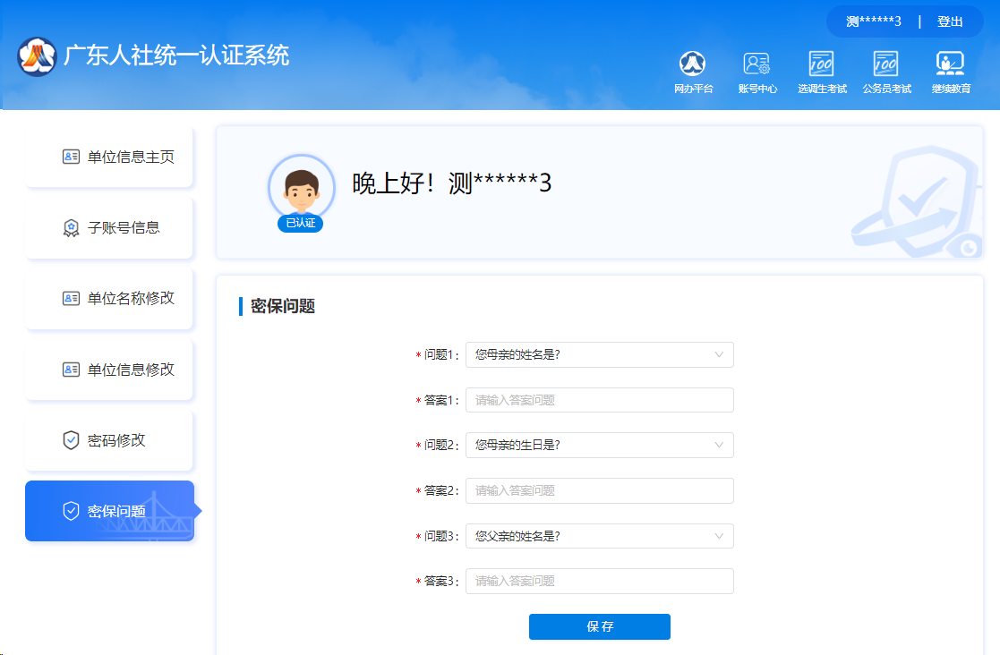 测******3 | 登出
广东人社统一认证系统
网办平台
账号中心
选调生考试
公务员考试
继续教育
单位信息主页
子账号信息
单位名称修改
单位信息修改
密码修改
密保问题
晚上好！测******3
已认证
密保问题
* 问题1： 您母亲的姓名是?
* 答案1： 请输入答案问题
* 问题2： 您母亲的生日是?
* 答案2： 请输入答案问题
* 问题3： 您父亲的姓名是?
* 答案3： 请输入答案问题
保 存